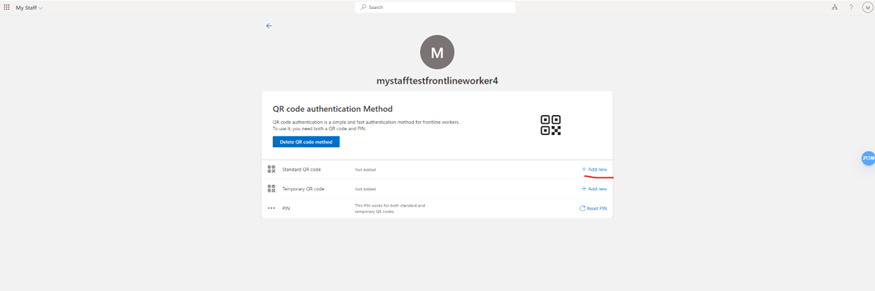 My Staff
Search
?
M
M
mystafftestfrontlineworker4
QR code authentication Method
QR code authentication is a simple and fast authentication method for frontline workers.
To use it, you need both a QR code and PIN.
Delete QR code method
Standard QR code Not Added + Add new
Temporary QR code Not Added + Add new
PIN This PIN works for both standard and
temporary QR codes. Reset PIN